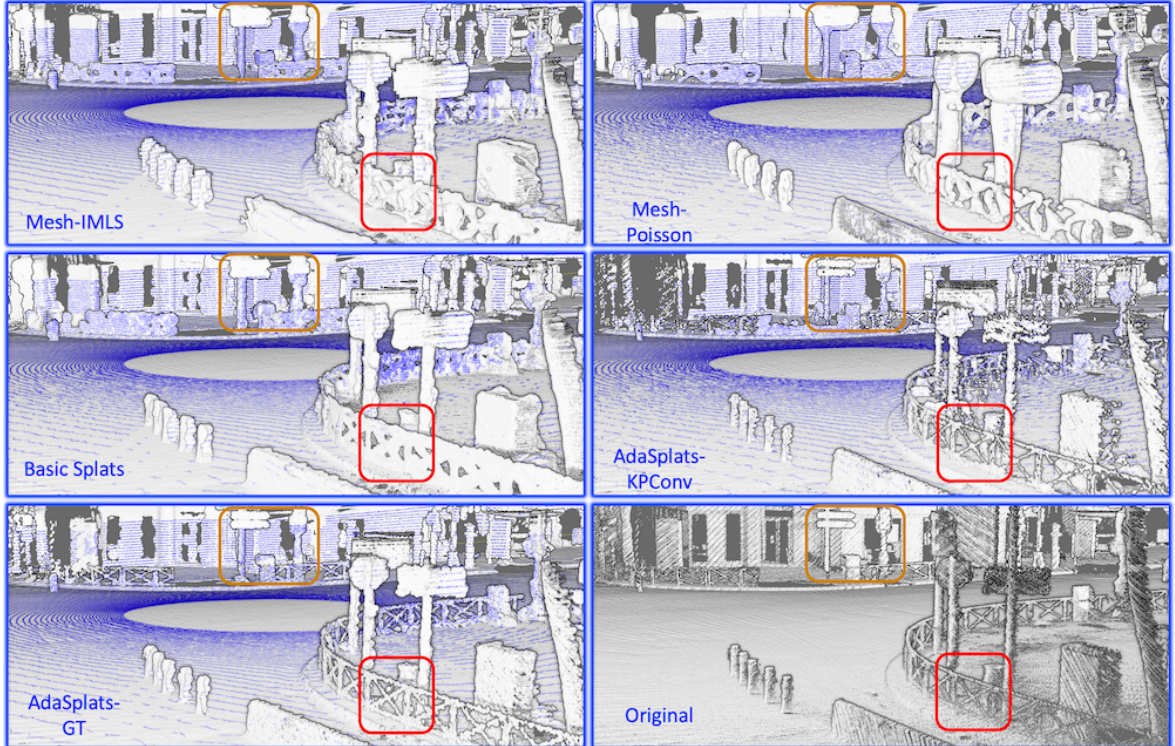 Mesh-IMLS
Mesh-
Poisson
Basic Splats
AdaSplats-
KPConv
AdaSplats-
GT
Original